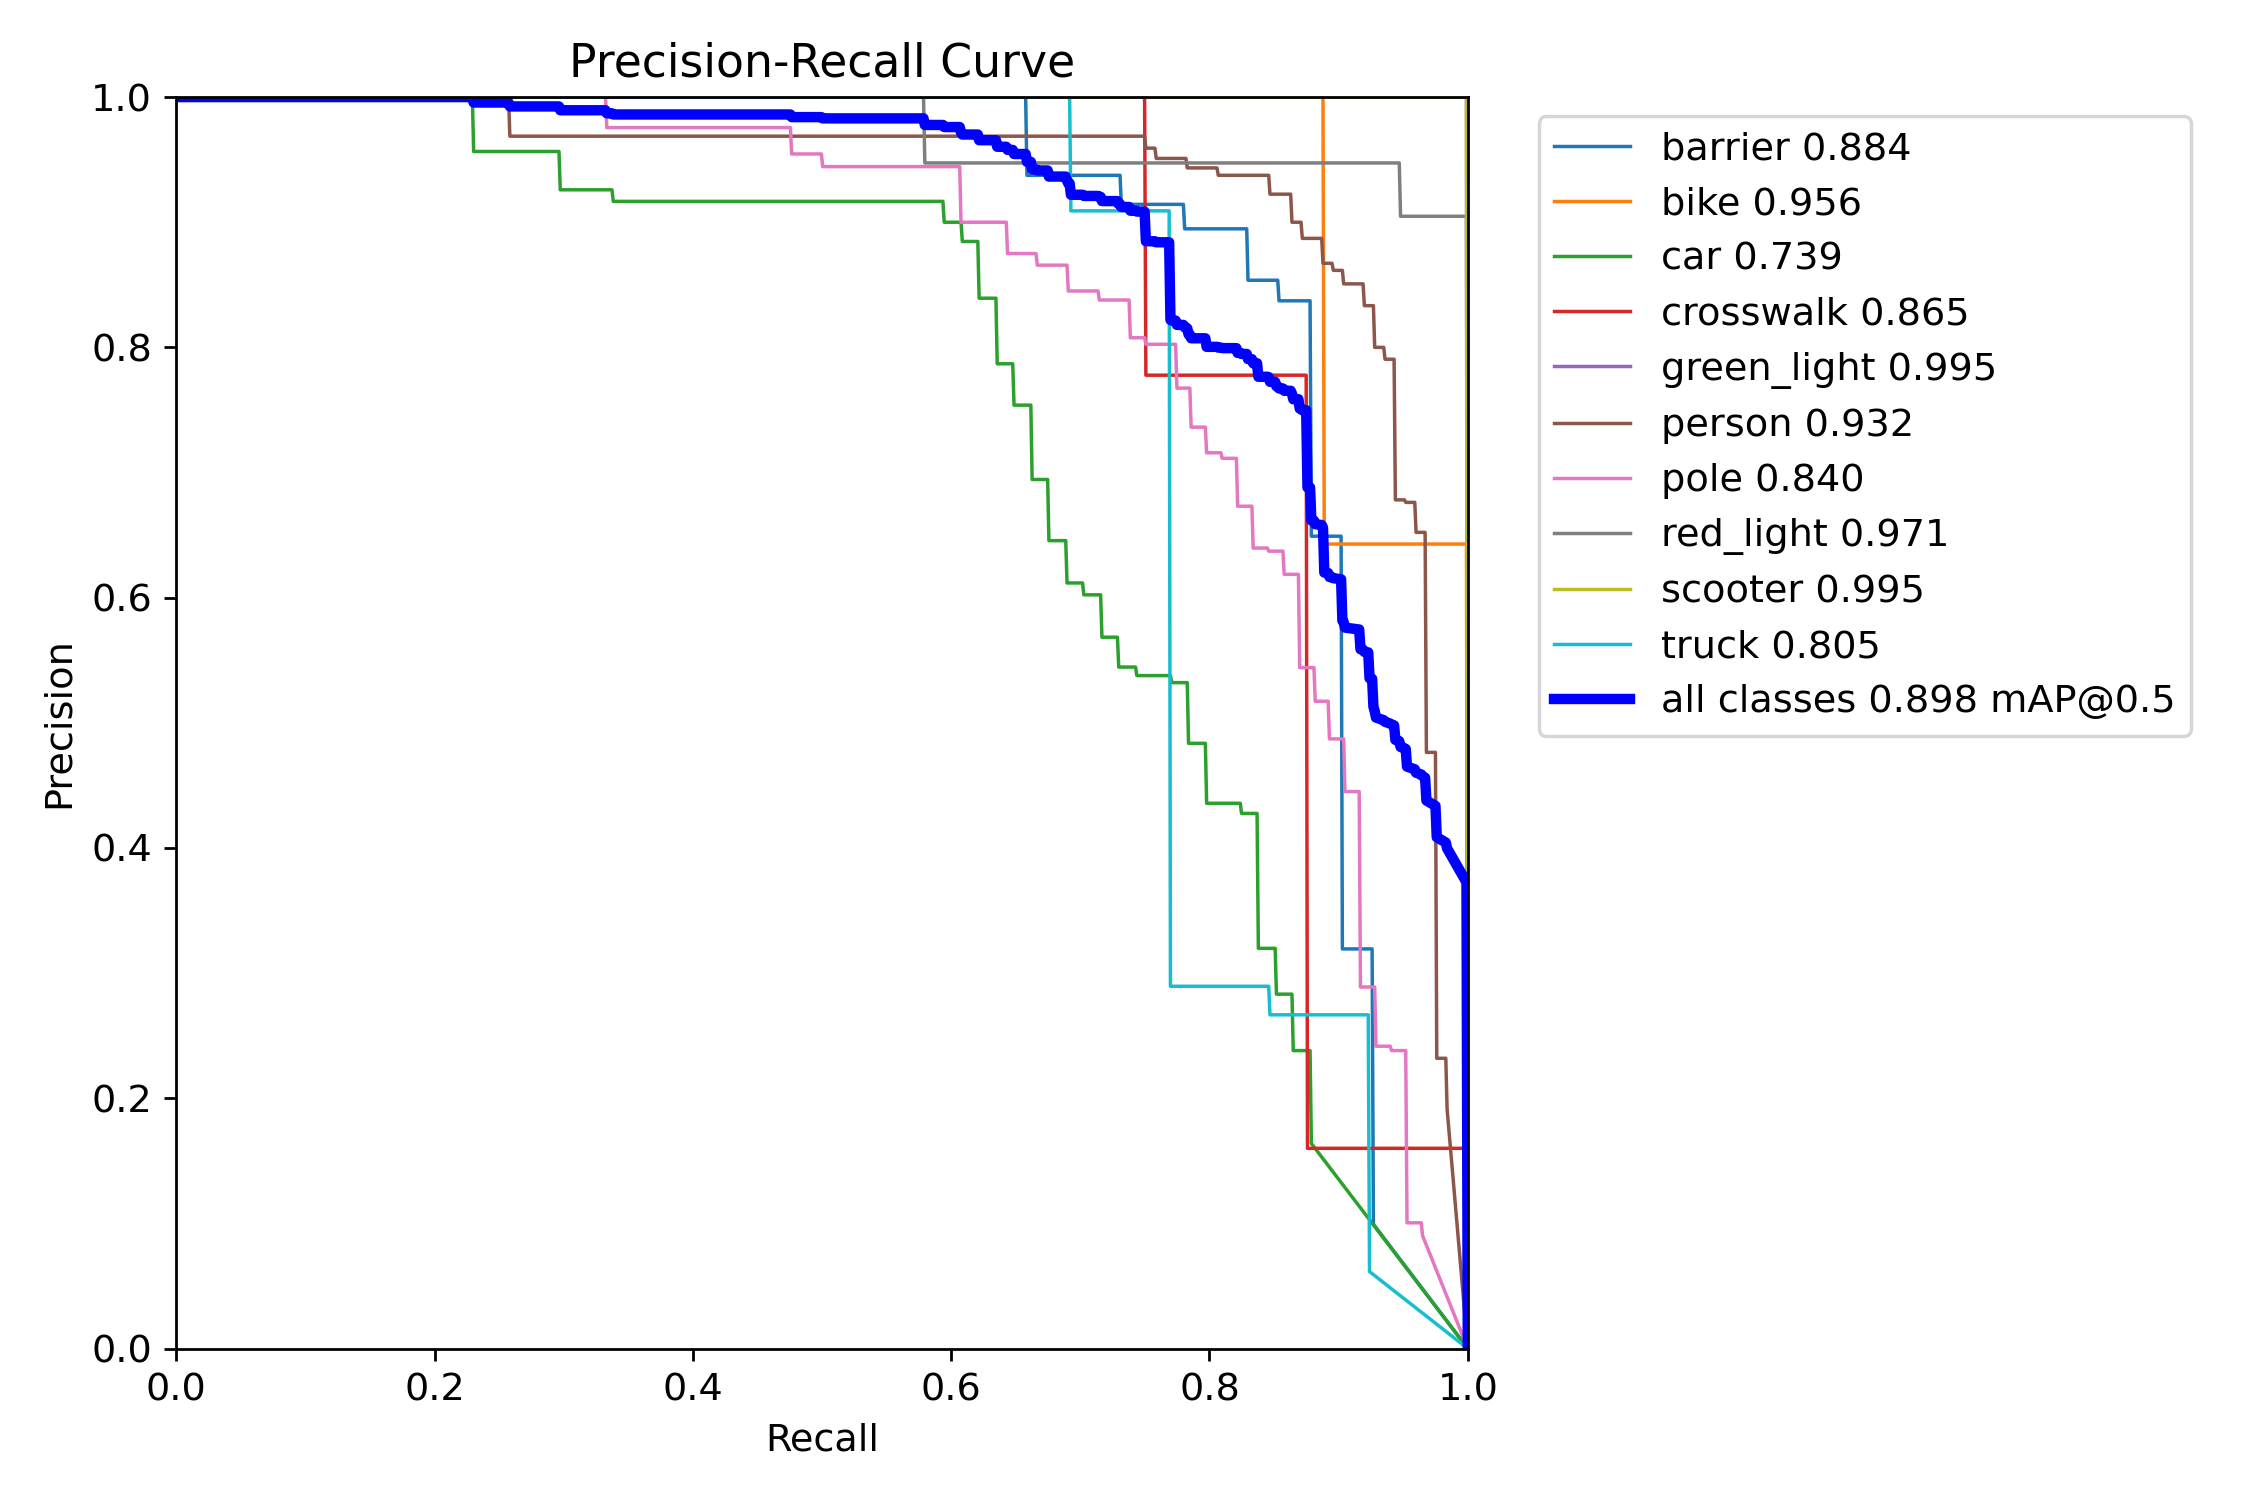 Precision-Recall Curve
1.0
0.8
0.6
0.4
0.2
0.0
Precision
0.0 0.2 0.4 0.6 0.8 1.0
Recall
barrier 0.884
bike 0.956
car 0.739
crosswalk 0.865
green_light 0.995
person 0.932
pole 0.840
red_light 0.971
scooter 0.995
truck 0.805
all classes 0.898 mAP@0.5